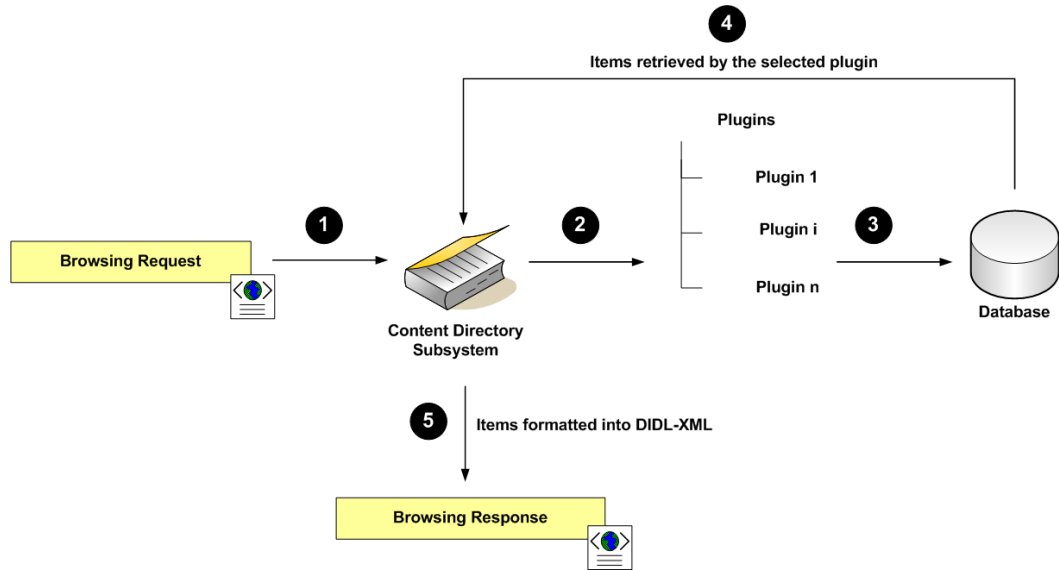 4
Items retrieved by the selected plugin
Plugins
Plugin 1
1
2
Plugin i
3
Browsing Request
Plugin n
Database
Content Directory
Subsystem
5
Items formatted into DIDL-XML
Browsing Response